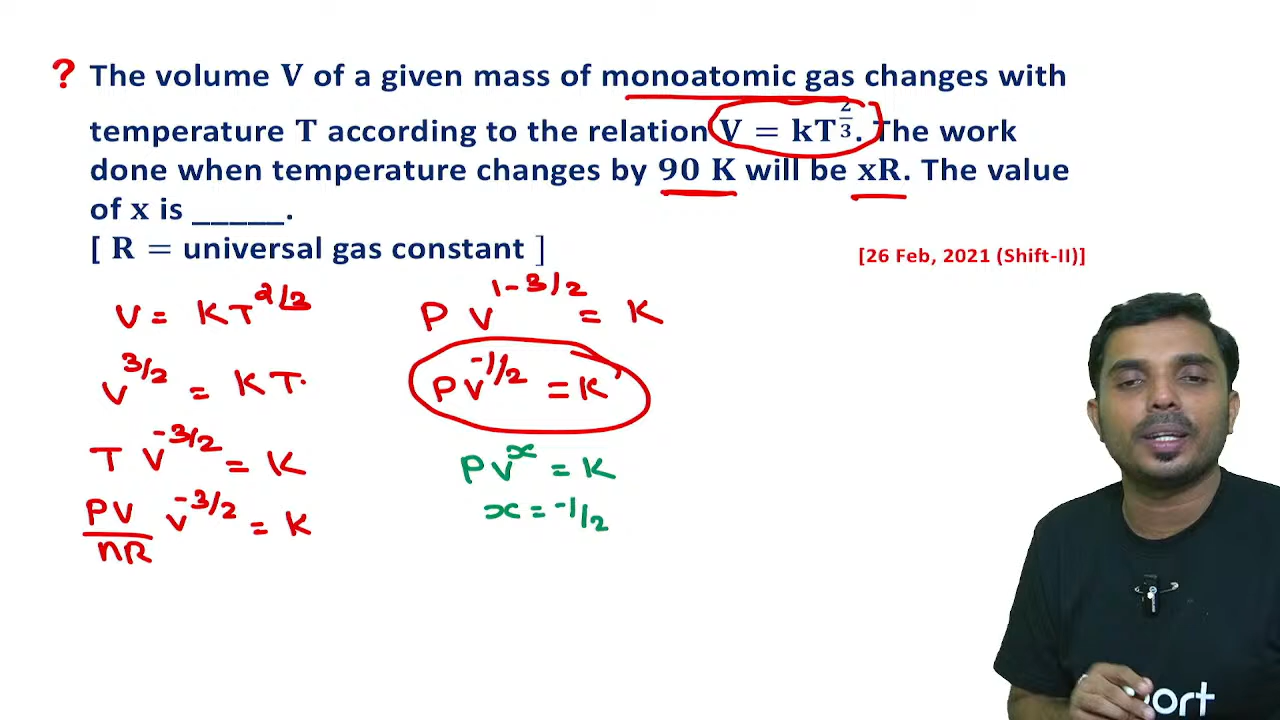 ? The volume V of a given mass of monoatomic gas changes with
temperature T according to the relation V = kT^(2/3). The work
done when temperature changes by 90 K will be xR. The value
of x is _____.
[ R = universal gas constant ]
[26 Feb, 2021 (Shift-II)]
V = KT^(2/3)
V^(3/2) = KT.
T V^(-3/2) = K
PV/nR V^(-3/2) = K
P V^(1-3/2) = K
PV^(-1/2) = K
PV^x = K
x = -1/2
ort